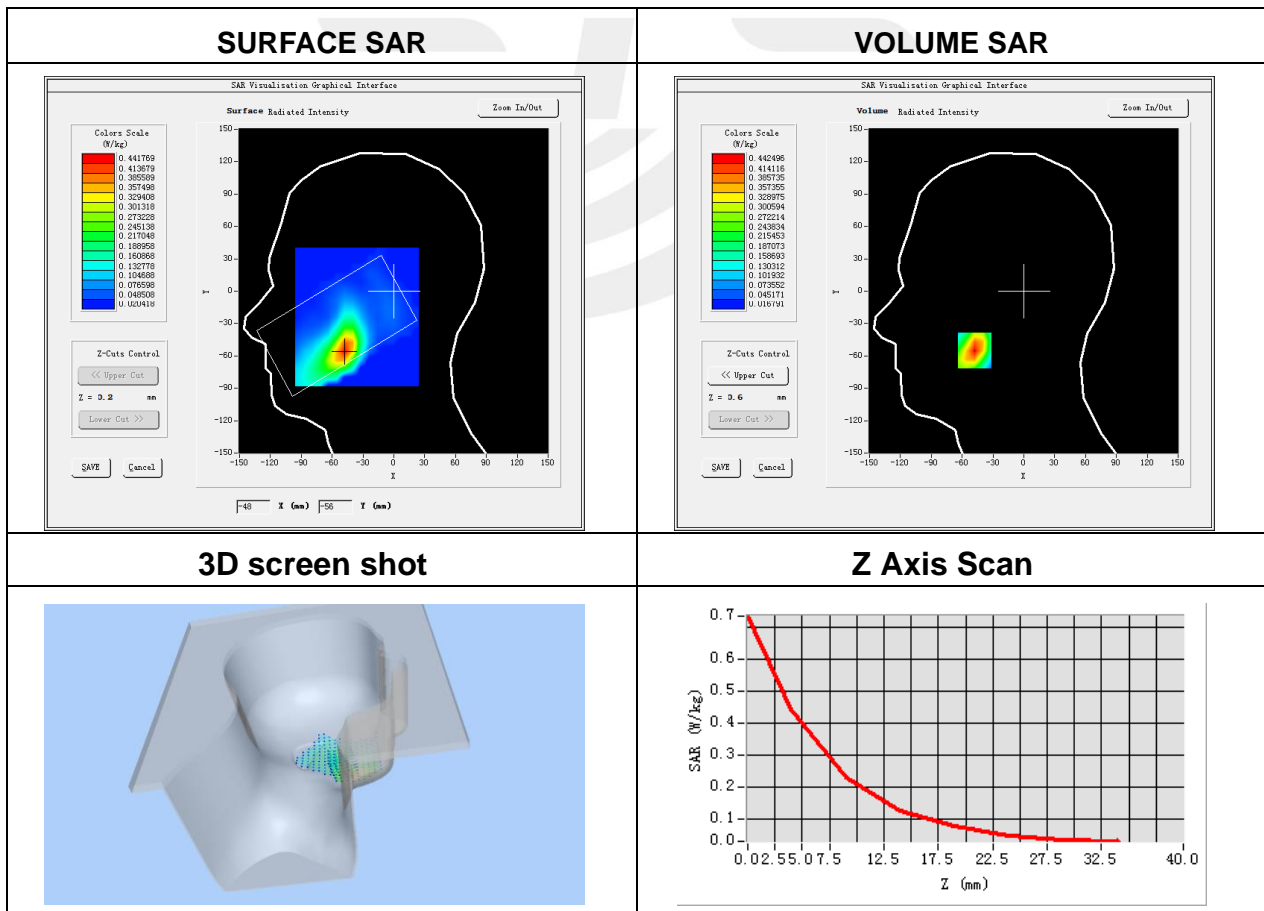 SURFACE SAR
VOLUME SAR
SAR Visualisation Graphical Interface
Surface Radiated Intensity
Zoom In/Out
Colors Scale
(W/kg)
0.441769
0.413679
0.385589
0.357498
0.329408
0.301318
0.273228
0.245138
0.217048
0.188958
0.160868
0.132778
0.104688
0.076598
0.048508
0.020418
Z-Cuts Control
<< Upper Cut
Z = 0.2 mm
Lower Cut >>
SAVE Cancel
150
120
90
60
30
0
-30
-60
-90
-120
-150
Y
-150 -120 -90 -60 -30 0 30 60 90 120 150
X
-48 X (mm) -56 Y (mm)
SAR Visualisation Graphical Interface
Volume Radiated Intensity
Zoom In/Out
Colors Scale
(W/kg)
0.442496
0.414116
0.385735
0.357355
0.328975
0.300594
0.272214
0.243834
0.215453
0.187073
0.158693
0.130312
0.101932
0.073552
0.045171
0.016791
Z-Cuts Control
<< Upper Cut
Z = 0.6 mm
Lower Cut >>
SAVE Cancel
150
120
90
60
30
0
-30
-60
-90
-120
-150
Y
-150 -120 -90 -60 -30 0 30 60 90 120 150
X
3D screen shot
Z Axis Scan
0.7
0.6
0.5
0.4
0.3
0.2
0.1
0.0
SAR (W/kg)
0.0 2.5 5.0 7.5 12.5 17.5 22.5 27.5 32.5 40.0
Z (mm)